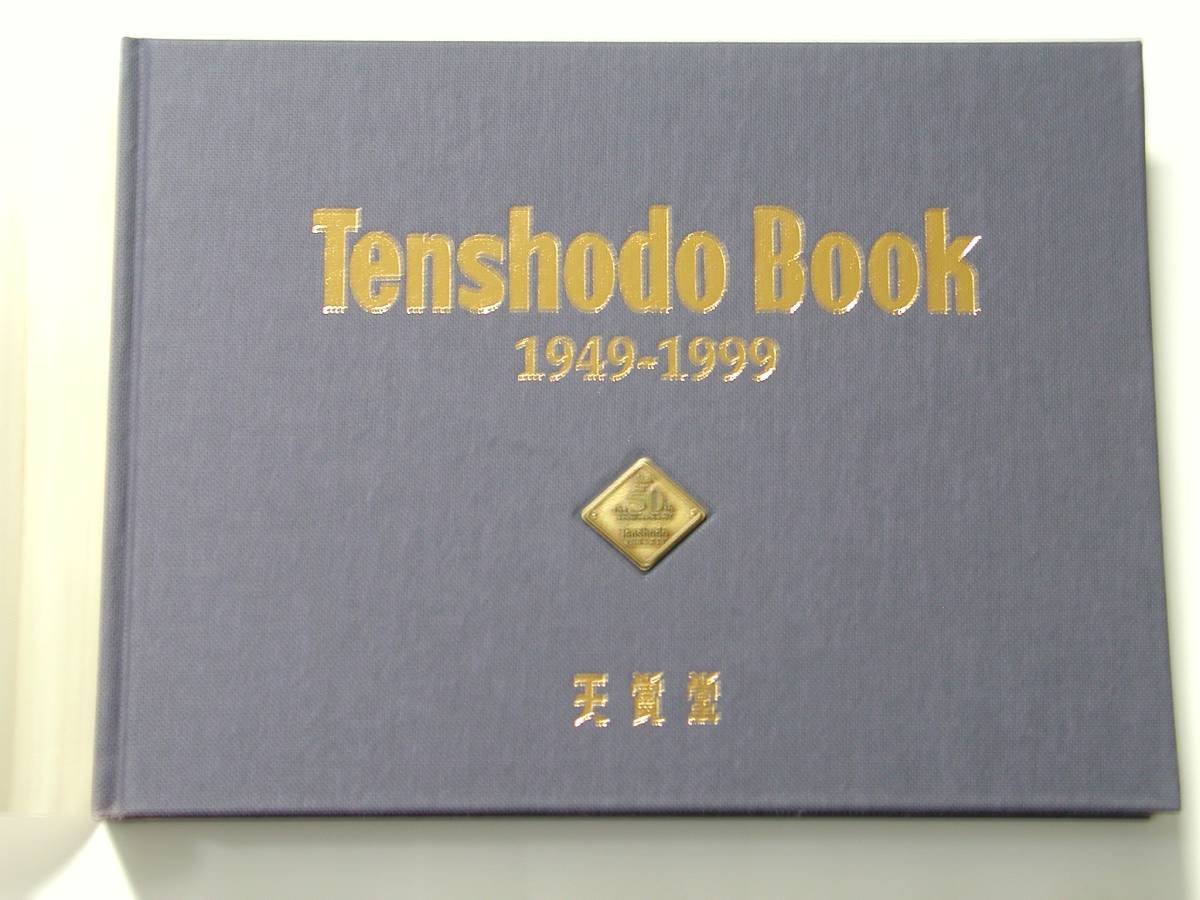 Tenshodo Book
1949-1999
50
Tenshodo
天賞堂